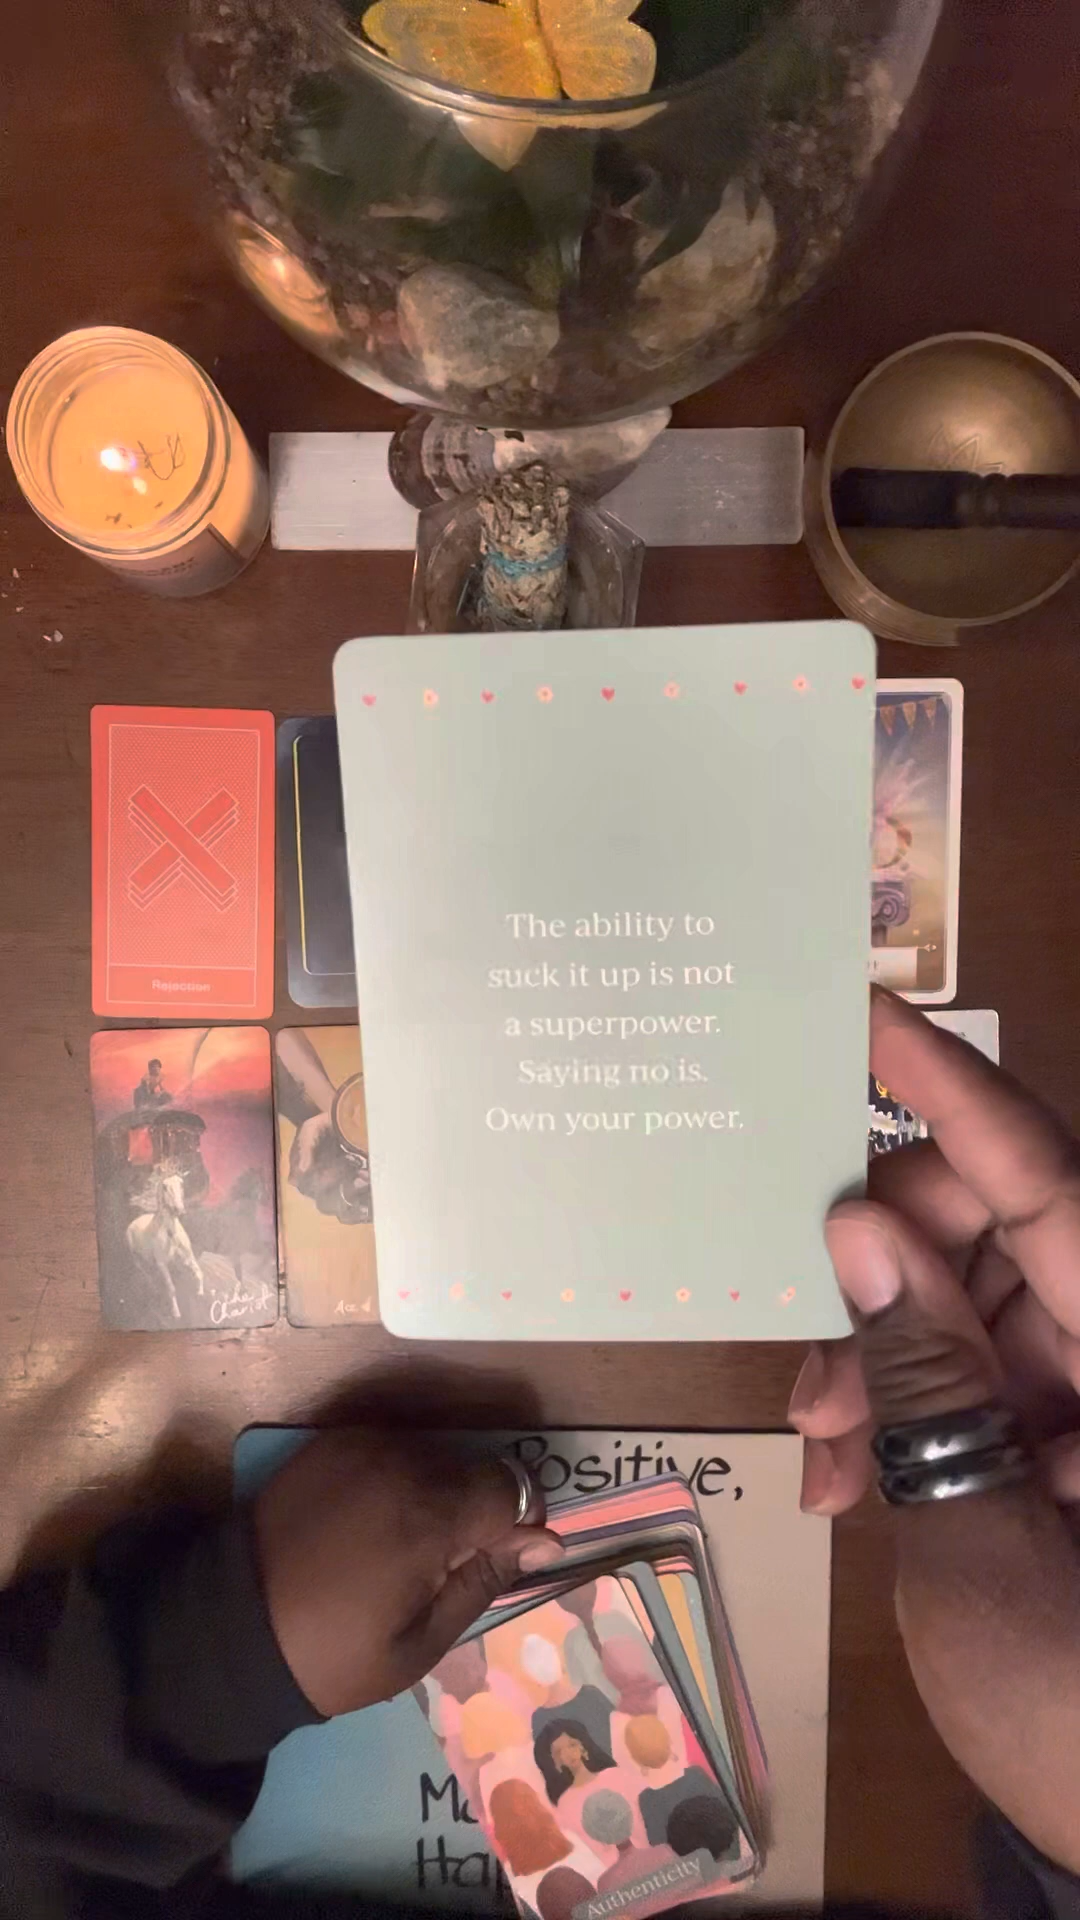 The ability to
suck it up is not
a superpower.
Saying no is.
Own your power.
Rejection
The
Chariot
Positive,
Authenticity